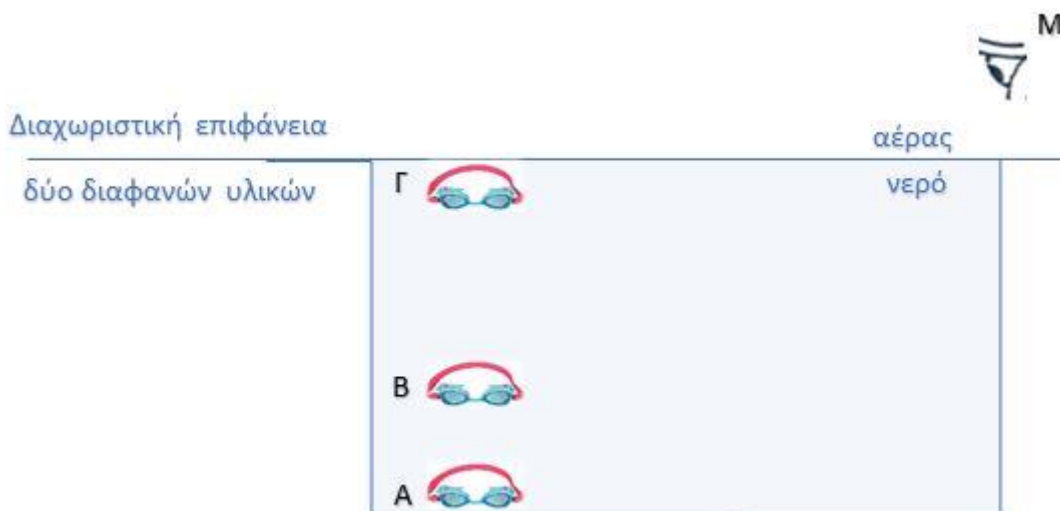 Μ
Διαχωριστική επιφάνεια
αέρας
δύο διαφανών υλικών
Γ
νερό
Β
Α